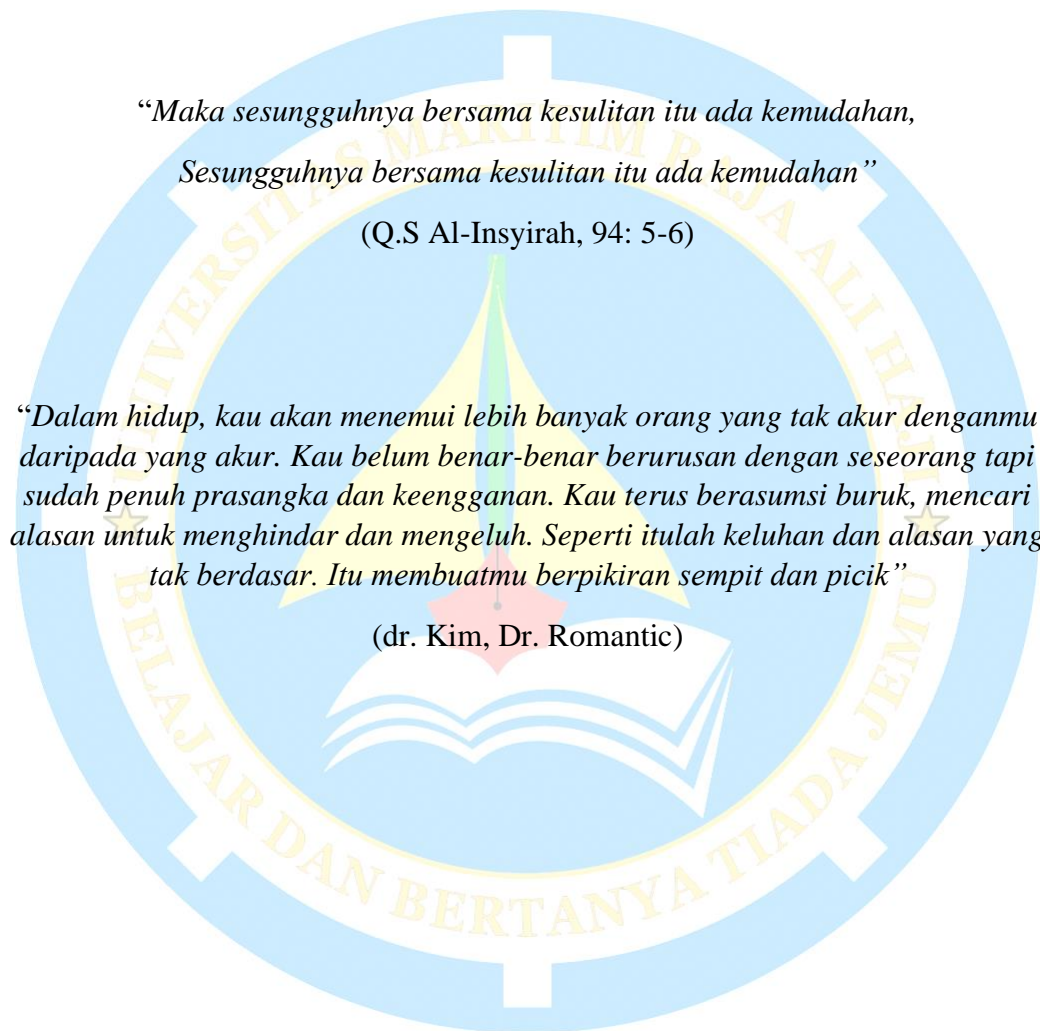 “Maka sesungguhnya bersama kesulitan itu ada kemudahan,
Sesungguhnya bersama kesulitan itu ada kemudahan”
(Q.S Al-Insyirah, 94: 5-6)
“Dalam hidup, kau akan menemui lebih banyak orang yang tak akur denganmu
daripada yang akur. Kau belum benar-benar berurusan dengan seseorang tapi
sudah penuh prasangka dan keengganan. Kau terus berasumsi buruk, mencari
alasan untuk menghindar dan mengeluh. Seperti itulah keluhan dan alasan yang
tak berdasar. Itu membuatmu berpikiran sempit dan picik”
(dr. Kim, Dr. Romantic)
UNIVERSITAS MARITIM RAJA ALI HAJI
BELAJAR DAN BERTANYA TIADA JEMU